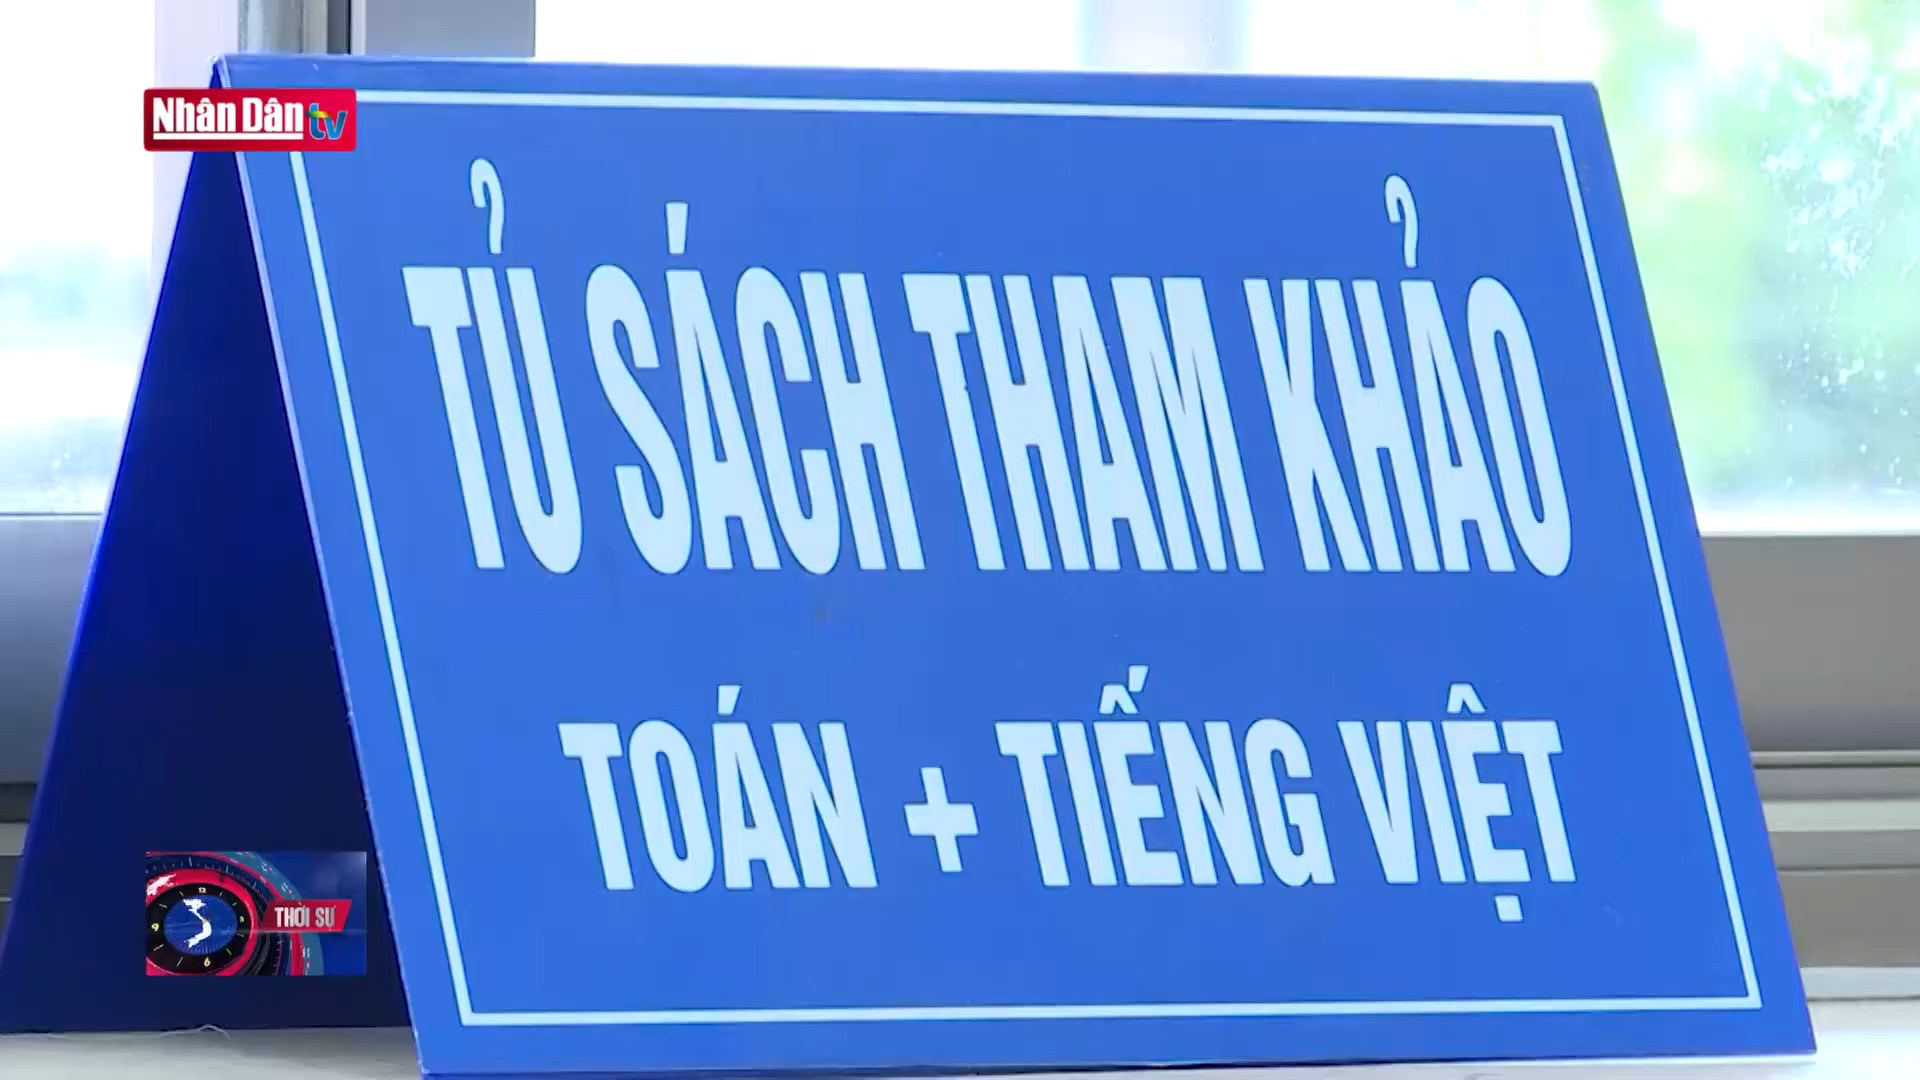 Nhân Dân tv
TỦ SÁCH THAM KHẢO
TOÁN + TIẾNG VIỆT
THỜI SỰ